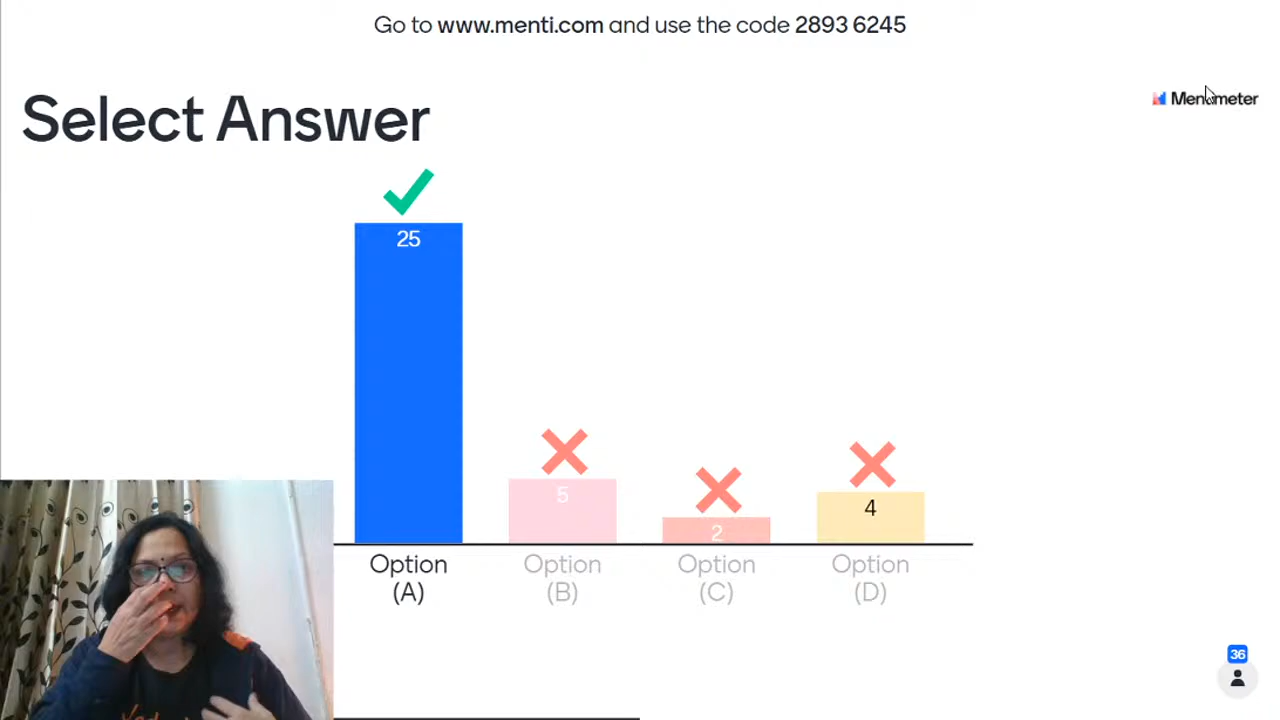 Go to www.menti.com and use the code 2893 6245
Select Answer
25
5
2
4
Option
(A)
Option
(B)
Option
(C)
Option
(D)
36